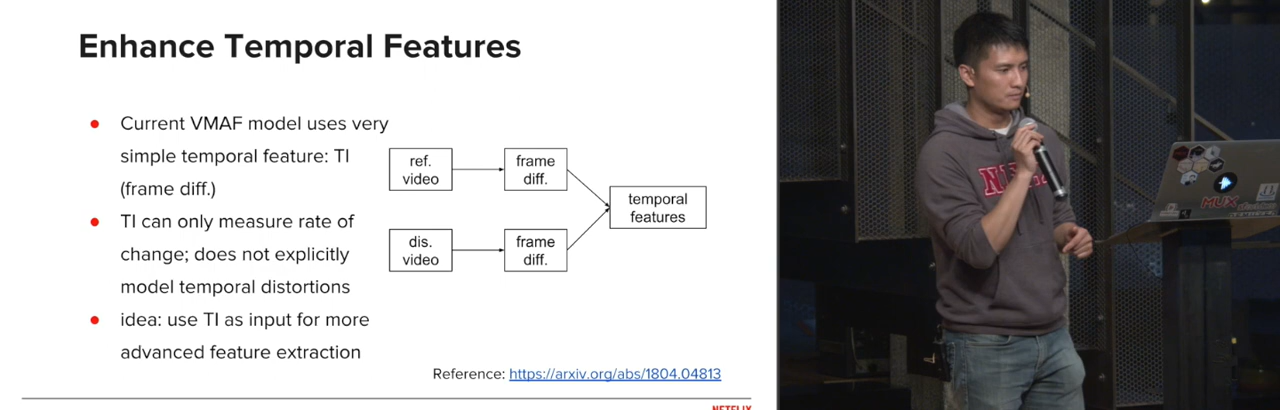 Enhance Temporal Features
● Current VMAF model uses very
simple temporal feature: TI
(frame diff.)
● TI can only measure rate of
change; does not explicitly
model temporal distortions
● idea: use TI as input for more
advanced feature extraction
ref.
video
frame
diff.
dis.
video
frame
diff.
temporal
features
Reference: https://arxiv.org/abs/1804.04813
NETFLIX
MUX